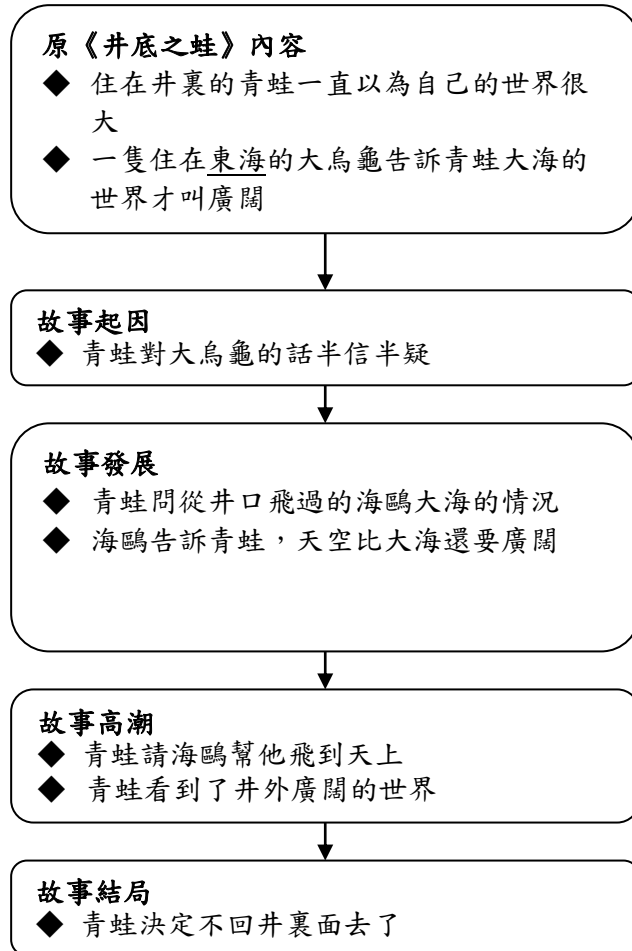 原《井底之蛙》內容
◆ 住在井裏的青蛙一直以為自己的世界很
大
◆ 一隻住在東海的大烏龜告訴青蛙大海的
世界才叫廣闊
故事起因
◆ 青蛙對大烏龜的話半信半疑
故事發展
◆ 青蛙問從井口飛過的海鷗大海的情況
◆ 海鷗告訴青蛙，天空比大海還要廣闊
故事高潮
◆ 青蛙請海鷗幫他飛到天上
◆ 青蛙看到了井外廣闊的世界
故事結局
◆ 青蛙決定不回井裏面去了